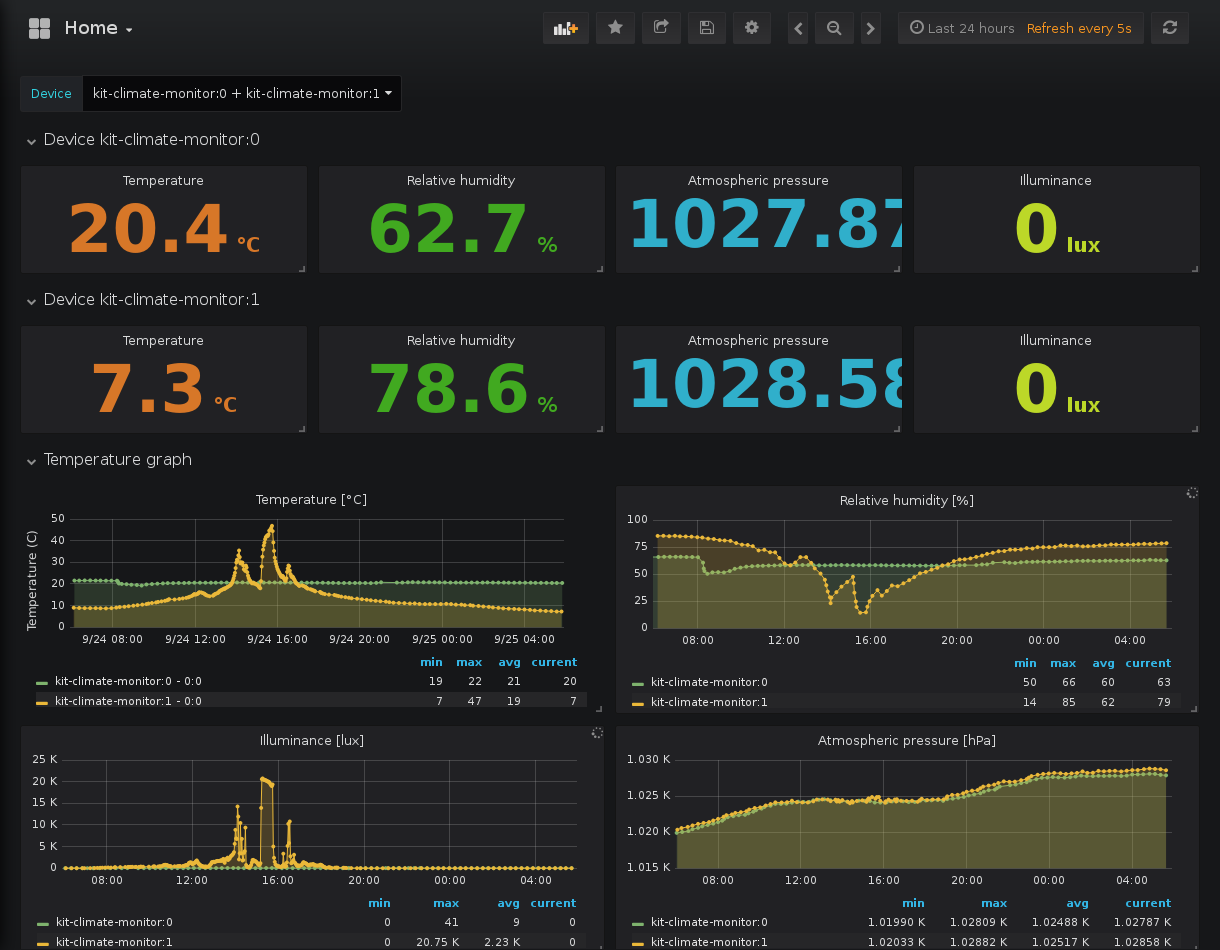 Home
Last 24 hours Refresh every 5s
Device kit-climate-monitor:0 + kit-climate-monitor:1
Device kit-climate-monitor:0
Temperature
20.4 °C
Relative humidity
62.7 %
Atmospheric pressure
1027.87
Illuminance
0 lux
Device kit-climate-monitor:1
Temperature
7.3 °C
Relative humidity
78.6 %
Atmospheric pressure
1028.58
Illuminance
0 lux
Temperature graph
Temperature [°C]
Temperature (C)
50
40
30
20
10
0
9/24 08:00 9/24 12:00 9/24 16:00 9/24 20:00 9/25 00:00 9/25 04:00
min max avg current
kit-climate-monitor:0 - 0:0 19 22 21 20
kit-climate-monitor:1 - 0:0 7 47 19 7
Relative humidity [%]
100
75
50
25
0
08:00 12:00 16:00 20:00 00:00 04:00
min max avg current
kit-climate-monitor:0 50 66 60 63
kit-climate-monitor:1 14 85 62 79
Illuminance [lux]
25 K
20 K
15 K
10 K
5 K
0
08:00 12:00 16:00 20:00 00:00 04:00
min max avg current
kit-climate-monitor:0 0 41 9 0
kit-climate-monitor:1 0 20.75 K 2.23 K 0
Atmospheric pressure [hPa]
1.030 K
1.025 K
1.020 K
1.015 K
08:00 12:00 16:00 20:00 00:00 04:00
min max avg current
kit-climate-monitor:0 1.01990 K 1.02809 K 1.02488 K 1.02787 K
kit-climate-monitor:1 1.02033 K 1.02882 K 1.02517 K 1.02858 K